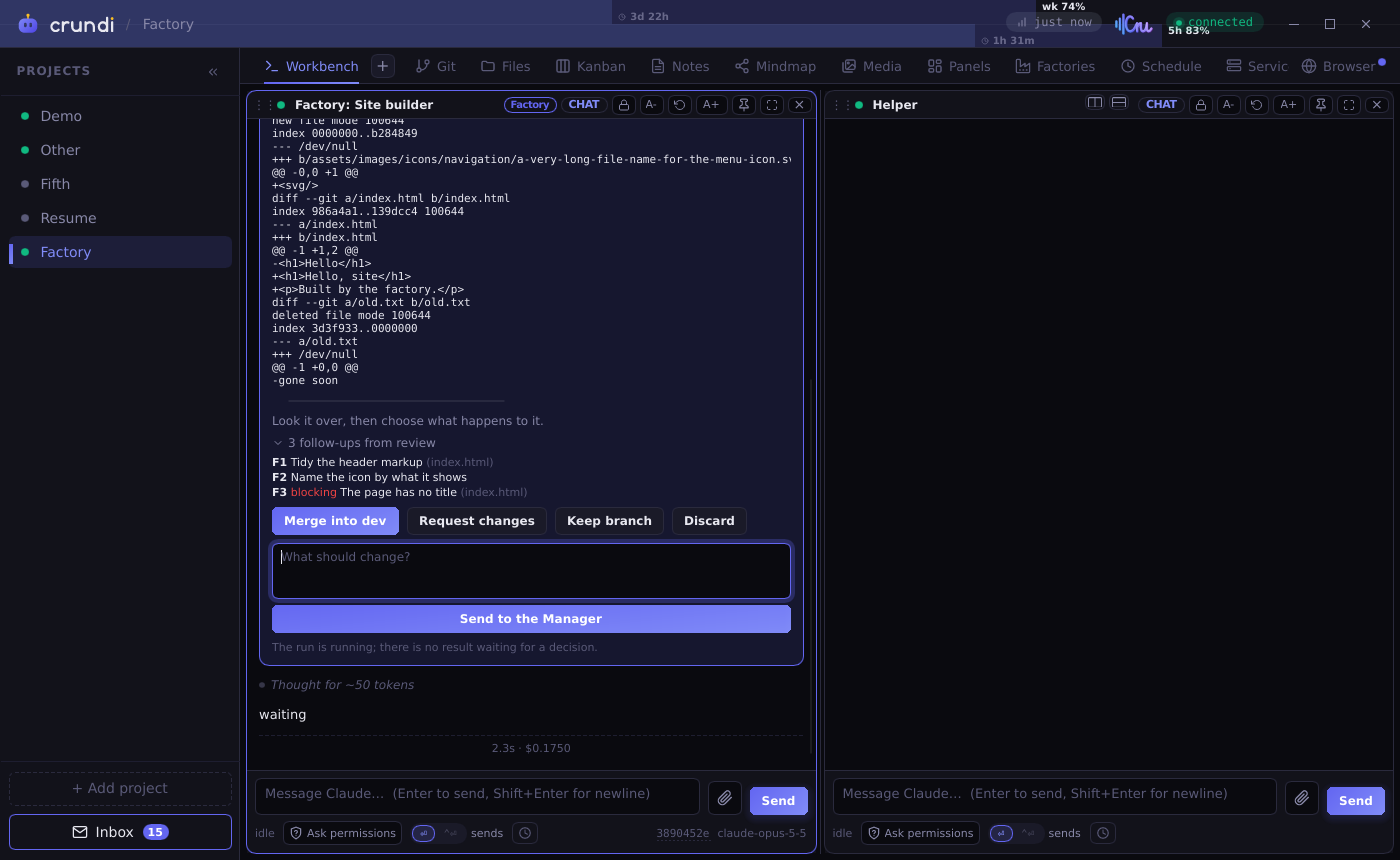 crundi / Factory
3d 22h
wk 74%
just now
Cru
connected
5h 83%
1h 31m
PROJECTS
Demo
Other
Fifth
Resume
Factory
+ Add project
Inbox 15
Workbench
Git
Files
Kanban
Notes
Mindmap
Media
Panels
Factories
Schedule
Servic
Browser
Factory: Site builder
Factory CHAT A- A+
new file mode 100644
index 0000000..b284849
--- /dev/null
+++ b/assets/images/icons/navigation/a-very-long-file-name-for-the-menu-icon.sv
@@ -0,0 +1 @@
+<svg/>
diff --git a/index.html b/index.html
index 986a4a1..139dcc4 100644
--- a/index.html
+++ b/index.html
@@ -1 +1,2 @@
-<h1>Hello</h1>
+<h1>Hello, site</h1>
+<p>Built by the factory.</p>
diff --git a/old.txt b/old.txt
deleted file mode 100644
index 3d3f933..0000000
--- a/old.txt
+++ /dev/null
@@ -1 +0,0 @@
-gone soon
Look it over, then choose what happens to it.
3 follow-ups from review
F1 Tidy the header markup (index.html)
F2 Name the icon by what it shows
F3 blocking The page has no title (index.html)
Merge into dev
Request changes
Keep branch
Discard
What should change?
Send to the Manager
The run is running; there is no result waiting for a decision.
Thought for ~50 tokens
waiting
2.3s · $0.1750
Message Claude... (Enter to send, Shift+Enter for newline)
Send
idle Ask permissions sends 3890452e claude-opus-5-5
Helper
CHAT A- A+
Message Claude... (Enter to send, Shift+Enter for newline)
Send
idle Ask permissions sends